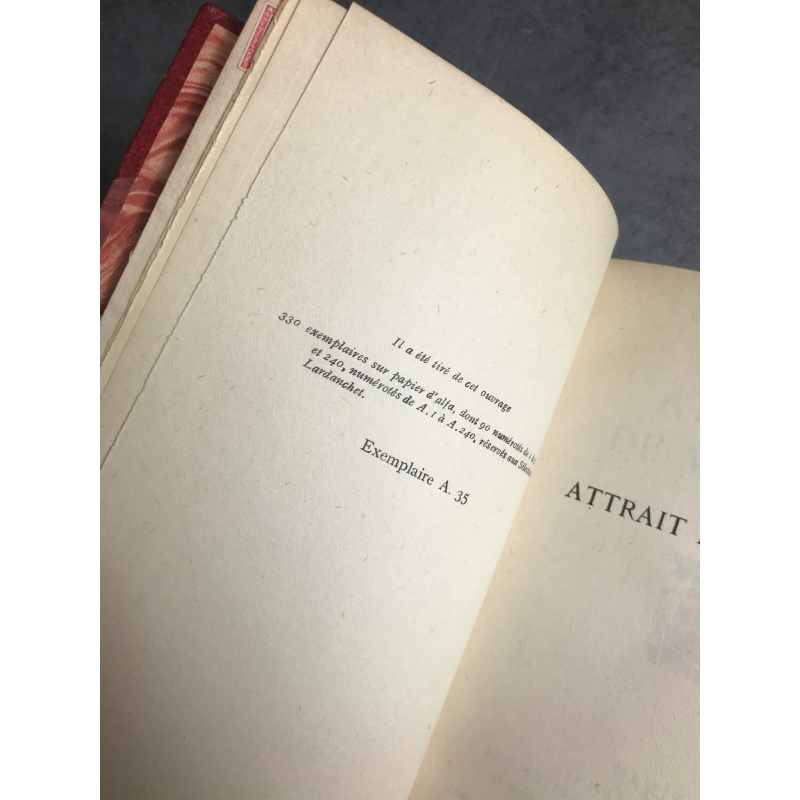 Il a été tiré de cet ouvrage
330 exemplaires sur papier d'alfa, dont 90 numérotés de 1 à
et 240, numérotés de A. 1 à A. 240, réservés aux
Lardanchet.
Exemplaire A. 35
ATTRAIT